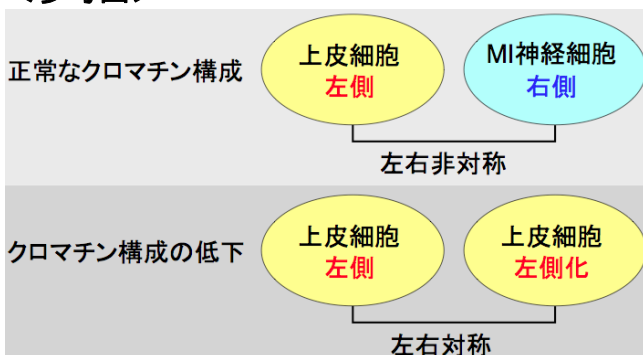 正常なクロマチン構成
上皮細胞
左側
MI神経細胞
右側
左右非対称
クロマチン構成の低下
上皮細胞
左側
上皮細胞
左側化
左右対称